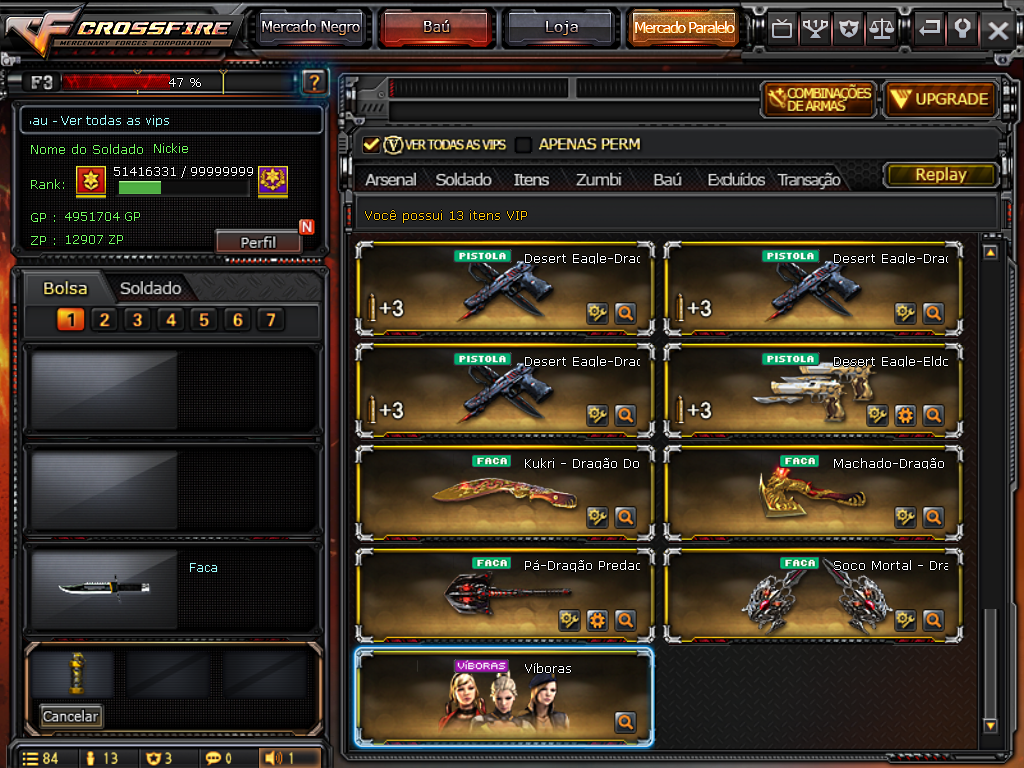 CROSSFIRE
MERCENARY FORCES CORPORATION
Mercado Negro
Baú
Loja
Mercado Paralelo
F3
47 %
?
COMBINAÇÕES
DE ARMAS
UPGRADE
au - Ver todas as vips
Nome do Soldado Nickie
Rank:
51416331 / 99999999
GP : 4951704 GP
ZP : 12907 ZP
N
Perfil
VER TODAS AS VIPS
APENAS PERM
Arsenal
Soldado
Itens
Zumbi
Baú
Excluídos
Transação
Replay
Você possui 13 itens VIP
Bolsa
Soldado
1 2 3 4 5 6 7
Faca
Cancelar
84
13
3
0
1
PISTOLA Desert Eagle-Drac
+3
PISTOLA Desert Eagle-Drac
+3
PISTOLA Desert Eagle-Drac
+3
PISTOLA Desert Eagle-Eldo
+3
FACA Kukri - Dragão Do
FACA Machado-Dragão
FACA Pá-Dragão Predac
FACA Soco Mortal - Dra
VÍBORAS Víboras